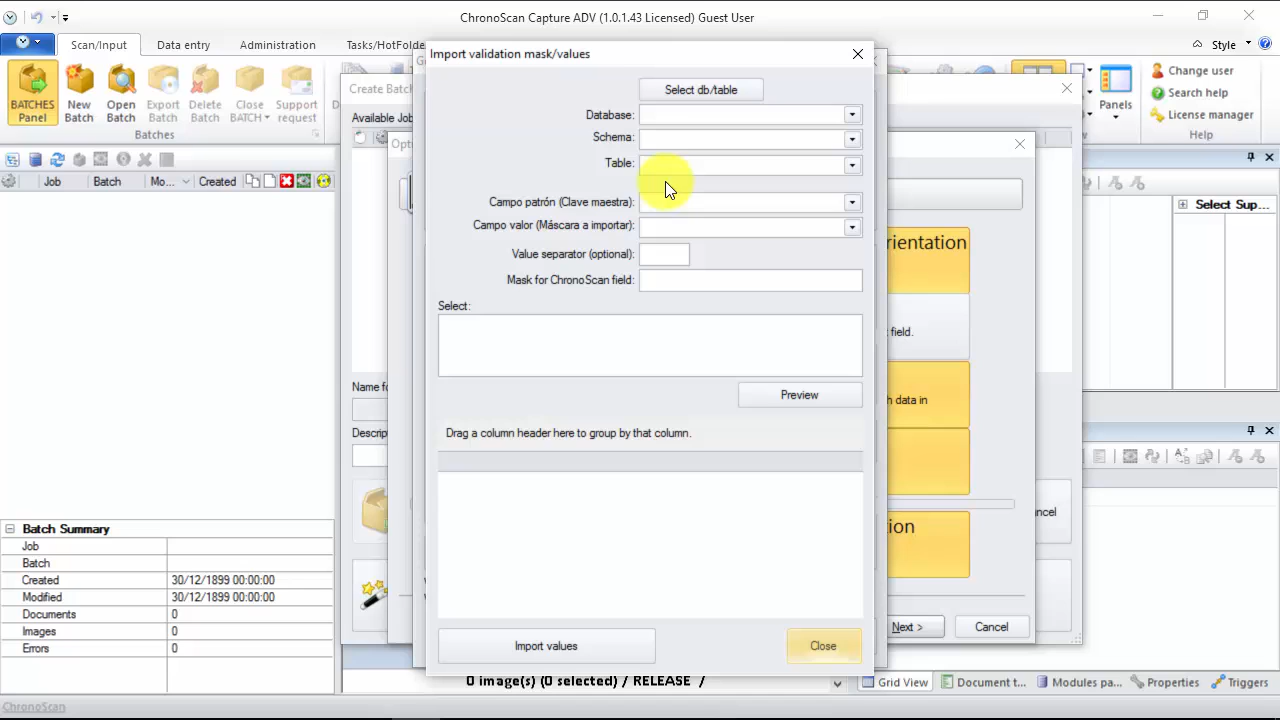 ChronoScan Capture ADV (1.0.1.43 Licensed) Guest User
Scan/Input
Data entry
Administration
Tasks/HotFolde
Style
BATCHES Panel
New Batch
Open Batch
Export Batch
Delete Batch
Close BATCH
Support request
Batches
Panels
Change user
Search help
License manager
Help
Job
Batch
Mo...
Created
Create Batch
Available Job
Name fo
Descript
Import validation mask/values
Select db/table
Database:
Schema:
Table:
Campo patrón (Clave maestra):
Campo valor (Máscara a importar):
Value separator (optional):
Mask for ChronoScan field:
Select:
Preview
Drag a column header here to group by that column.
Import values
Close
rientation
field.
h data in
ion
Next >
Cancel
ancel
Select Sup...
Batch Summary
Job
Batch
Created 30/12/1899 00:00:00
Modified 30/12/1899 00:00:00
Documents 0
Images 0
Errors 0
0 image(s) (0 selected) / RELEASE /
Grid View
Document t...
Modules pa...
Properties
Triggers
ChronoScan